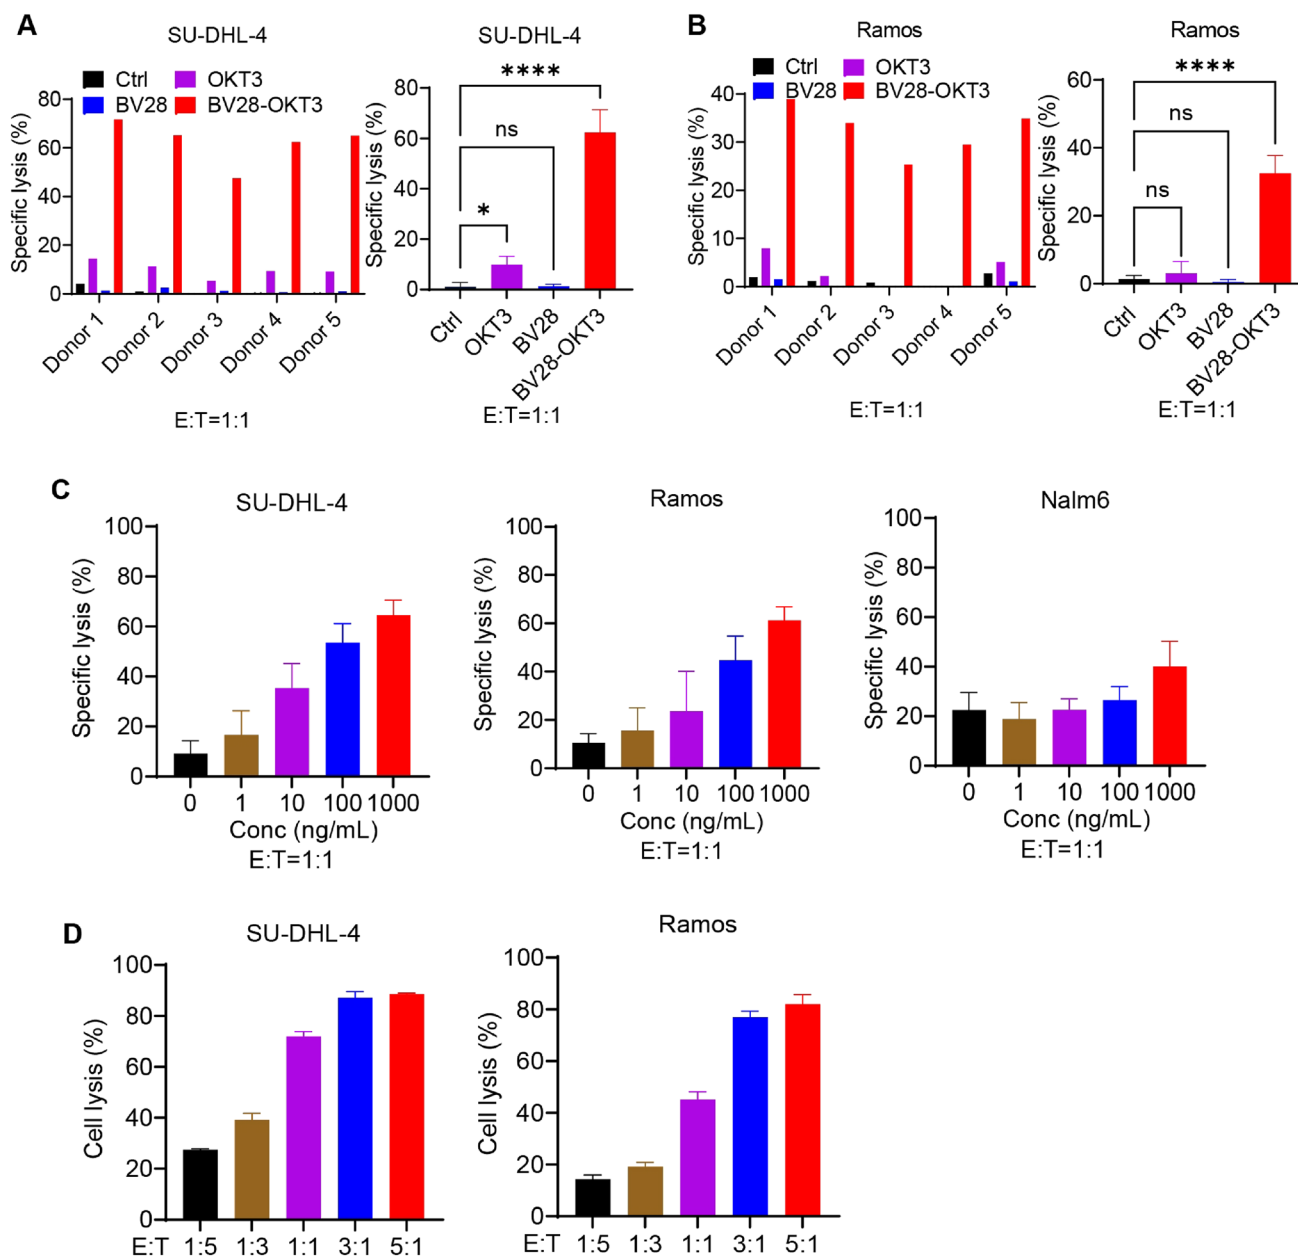 A
SU-DHL-4
Ctrl
OKT3
BV28
BV28-OKT3
Specific lysis (%)
80
60
40
20
0
Donor 1
Donor 2
Donor 3
Donor 4
Donor 5
E:T=1:1
SU-DHL-4
****
ns
*
Specific lysis (%)
80
60
40
20
0
Ctrl
OKT3
BV28
BV28-OKT3
E:T=1:1
B
Ramos
Ctrl
OKT3
BV28
BV28-OKT3
Specific lysis (%)
40
30
20
10
0
Donor 1
Donor 2
Donor 3
Donor 4
Donor 5
E:T=1:1
Ramos
****
ns
ns
Specific lysis (%)
60
40
20
0
Ctrl
OKT3
BV28
BV28-OKT3
E:T=1:1
C
SU-DHL-4
Specific lysis (%)
100
80
60
40
20
0
0 1 10 100 1000
Conc (ng/mL)
E:T=1:1
Ramos
Specific lysis (%)
100
80
60
40
20
0
0 1 10 100 1000
Conc (ng/mL)
E:T=1:1
Nalm6
Specific lysis (%)
100
80
60
40
20
0
0 1 10 100 1000
Conc (ng/mL)
E:T=1:1
D
SU-DHL-4
Cell lysis (%)
100
80
60
40
20
0
E:T 1:5 1:3 1:1 3:1 5:1
Ramos
Cell lysis (%)
100
80
60
40
20
0
E:T 1:5 1:3 1:1 3:1 5:1